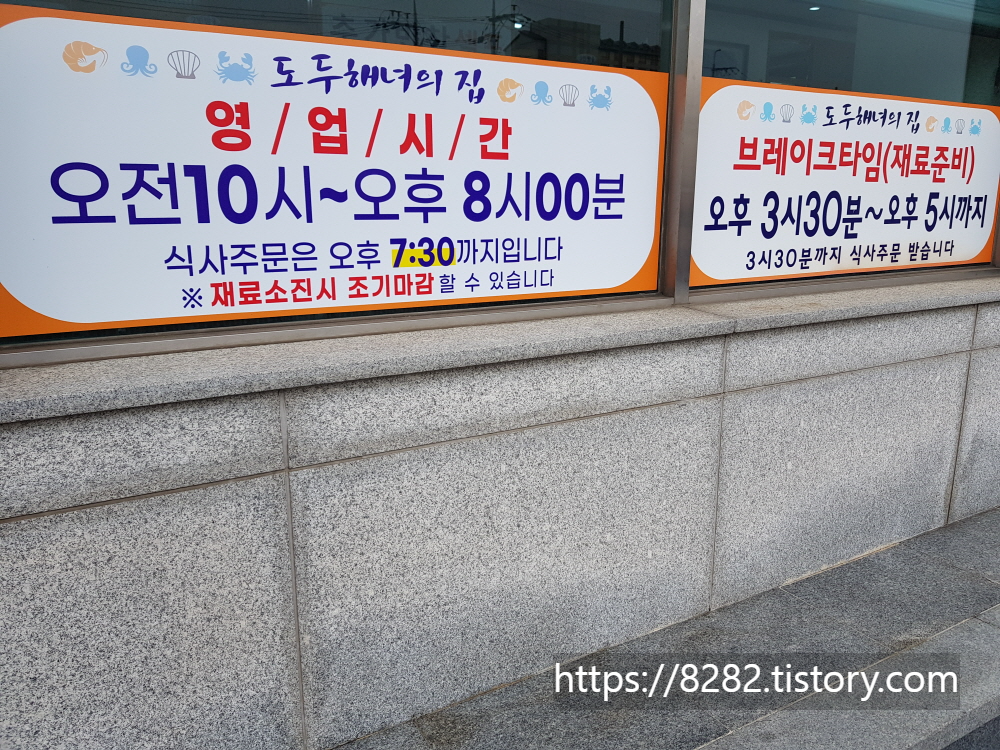 도두해녀의 집
영/업/시/간
오전10시~오후 8시00분
식사주문은 오후 7:30까지입니다
※ 재료소진시 조기마감 할 수 있습니다
도두해녀의 집
브레이크타임(재료준비)
오후 3시30분~오후 5시까지
3시30분까지 식사주문 받습니다
https://8282.tistory.com